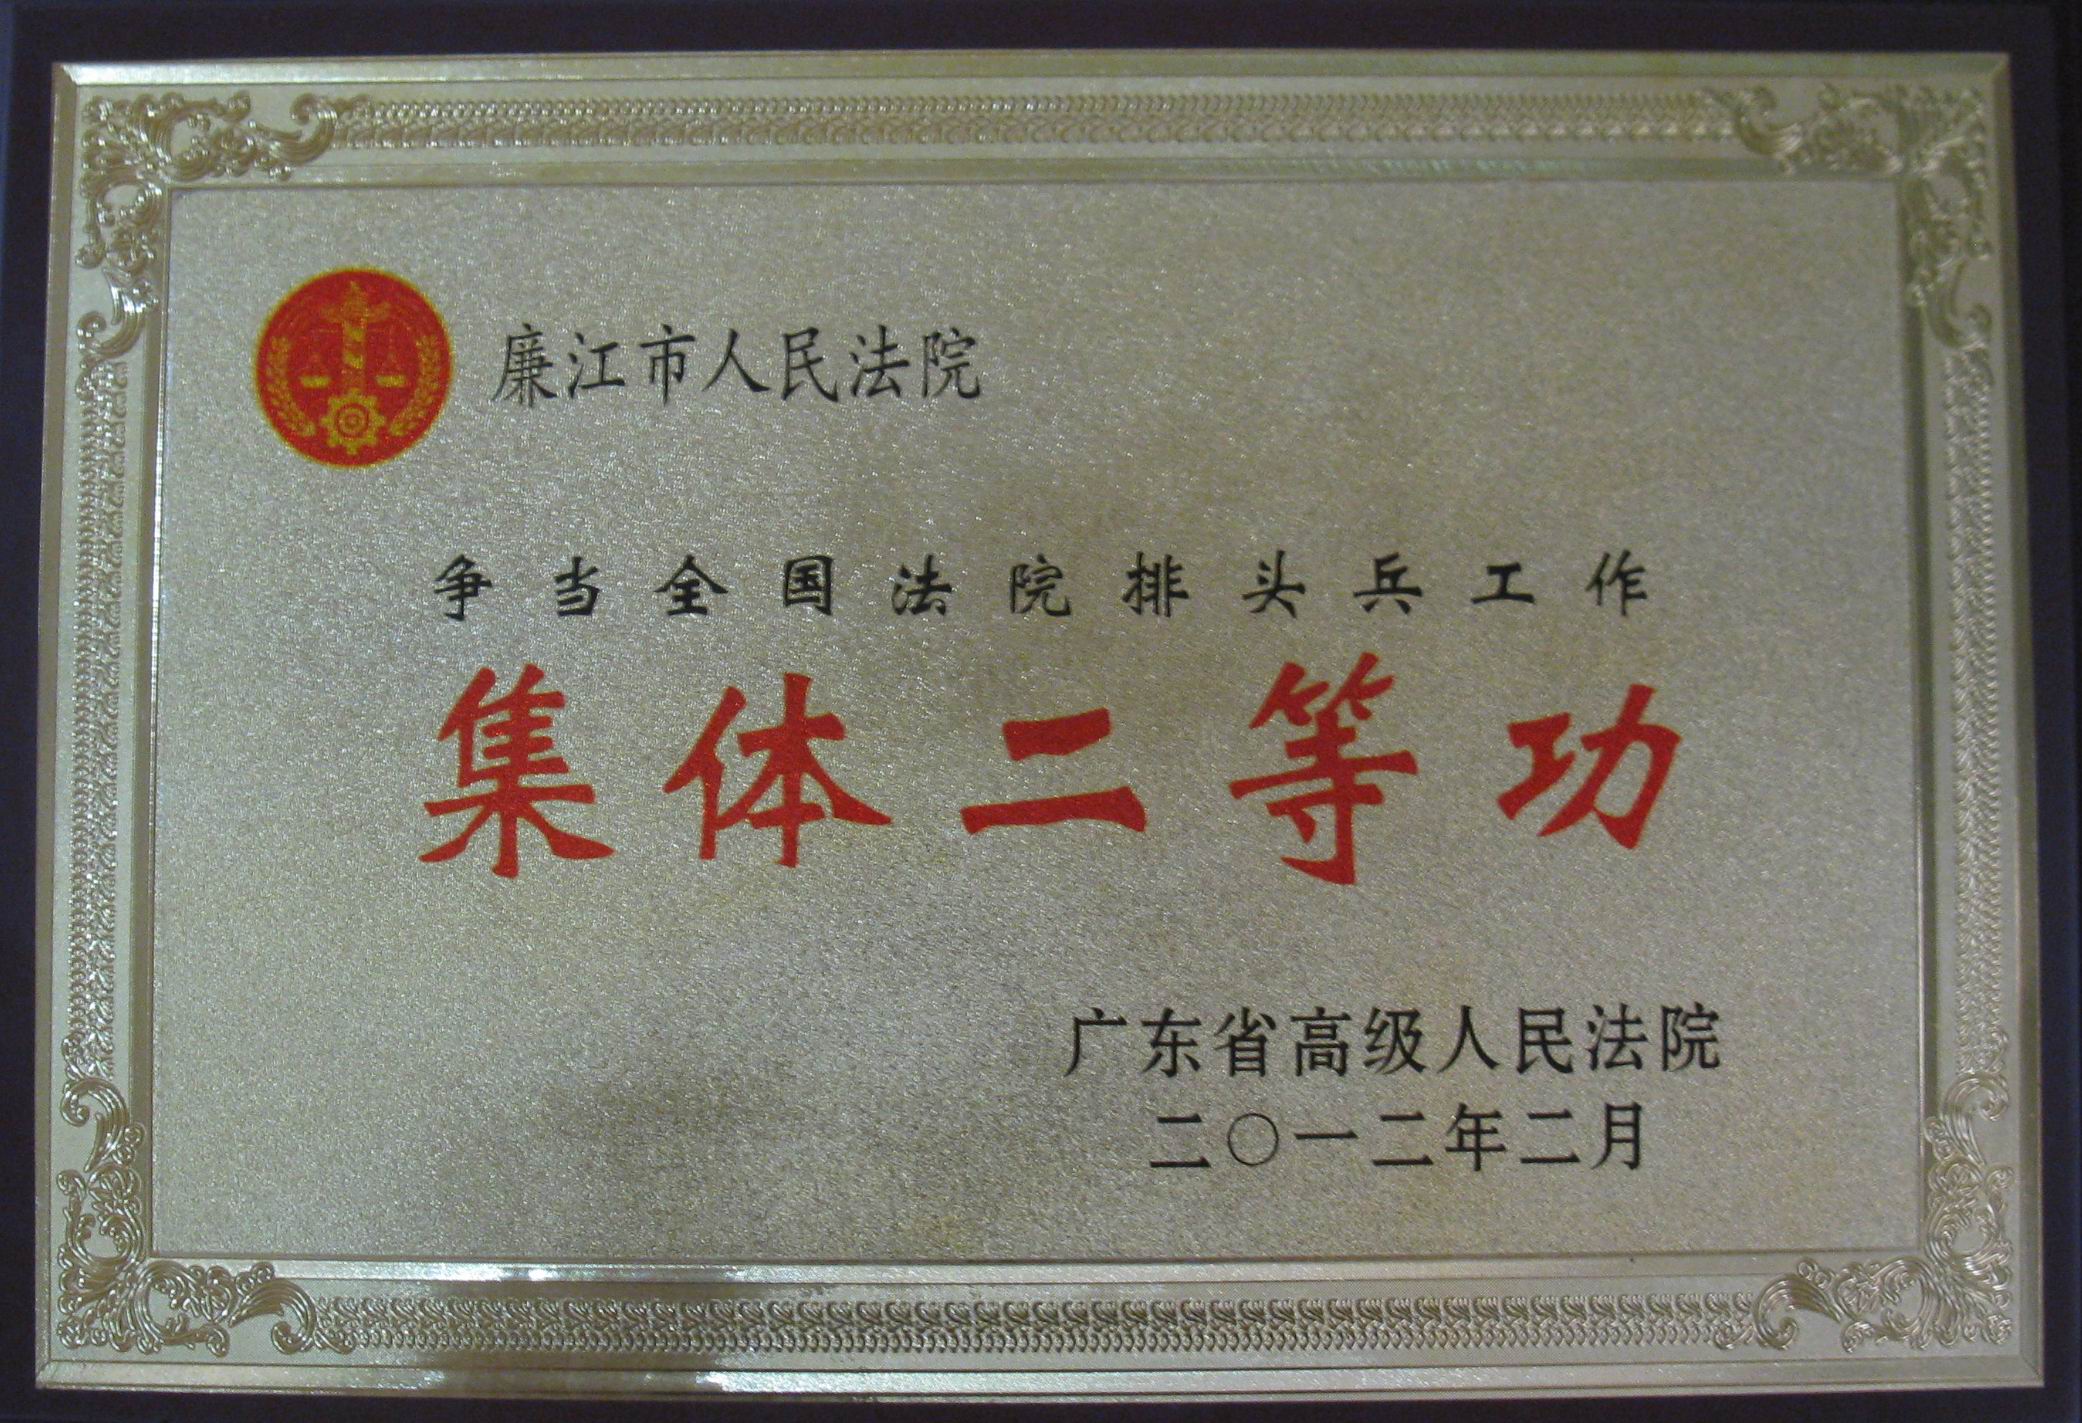 廉江市人民法院
争当全国法院排头兵工作
集体二等功
广东省高级人民法院
二〇一二年二月